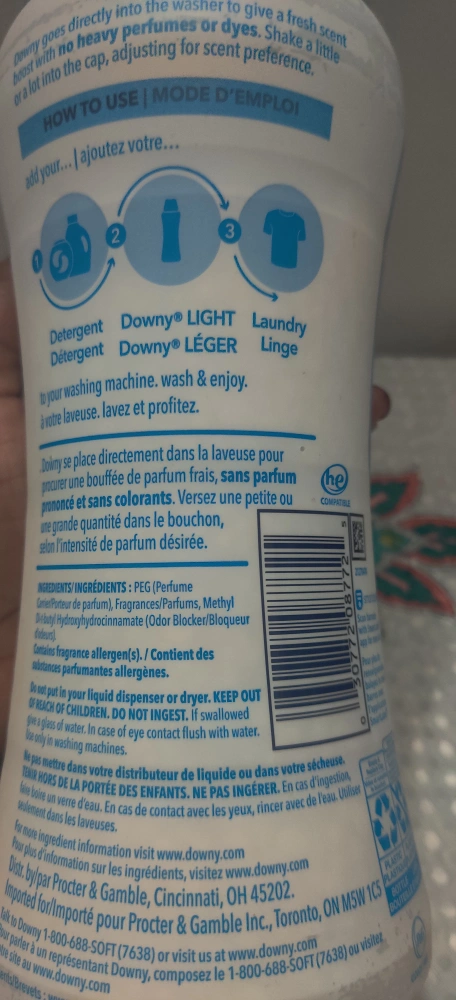 Downy goes directly into the washer to give a fresh scent
boost with no heavy perfumes or dyes. Shake a little
or a lot into the cap, adjusting for scent preference.
HOW TO USE | MODE D'EMPLOI
add your... | ajoutez votre...
1 2 3
Detergent Downy® LIGHT Laundry
Détergent Downy® LÉGER Linge
to your washing machine. wash & enjoy.
à votre laveuse. lavez et profitez.
Downy se place directement dans la laveuse pour
procurer une bouffée de parfum frais, sans parfum
prononcé et sans colorants. Versez une petite ou
une grande quantité dans le bouchon,
selon l'intensité de parfum désirée.
he
COMPATIBLE
INGREDIENTS/INGRÉDIENTS : PEG (Perfume
Carrier/Porteur de parfum), Fragrances/Parfums, Methyl
Di-t-butyl Hydroxyhydrocinnamate (Odor Blocker/Bloqueur
d'odeurs).
Contains fragrance allergen(s). / Contient des
substances parfumantes allergènes.
Do not put in your liquid dispenser or dryer. KEEP OUT
OF REACH OF CHILDREN. DO NOT INGEST. If swallowed
give a glass of water. In case of eye contact flush with water.
Use only in washing machines.
Ne pas mettre dans votre distributeur de liquide ou dans votre sécheuse.
TENIR HORS DE LA PORTÉE DES ENFANTS. NE PAS INGÉRER. En cas d'ingestion,
faire boire un verre d'eau. En cas de contact avec les yeux, rincer avec de l'eau. Utiliser
seulement dans les laveuses.
For more ingredient information visit www.downy.com
Pour plus d'information sur les ingrédients, visitez www.downy.com
Distr. by/par Procter & Gamble, Cincinnati, OH 45202.
Imported for/Importé pour Procter & Gamble Inc., Toronto, ON M5W 1C5
Talk to Downy 1-800-688-SOFT (7638) or visit us at www.downy.com
Pour parler à un représentant Downy, composez le 1-800-688-SOFT (7638) ou visitez
notre site au www.downy.com